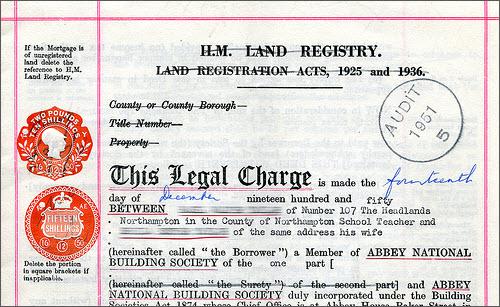 If the Mortgage is
of unregistered
land delete the
reference to H.M.
Land Registry.
H.M. LAND REGISTRY.
LAND REGISTRATION ACTS, 1925 and 1936.
County or County Borough—
Title Number—
Property—
AUDIT
1951
5
TWO POUNDS
TEN SHILLINGS
This Legal Charge is made the fourteenth
day of December nineteen hundred and fifty
BETWEEN of Number 107 The Headlands
Northampton in the County of Northampton School Teacher and
of the same address his wife
FIFTEEN
SHILLINGS
16 12 50
Delete the portion
in square brackets if
inapplicable.
(hereinafter called "the Borrower") a Member of ABBEY NATIONAL
BUILDING SOCIETY of the one part [
(hereinafter called "the Surety") of the second part] and ABBEY
NATIONAL BUILDING SOCIETY duly incorporated under the Building
Societies Act 1874 whose Chief Office is at Abbey House Baker Street in